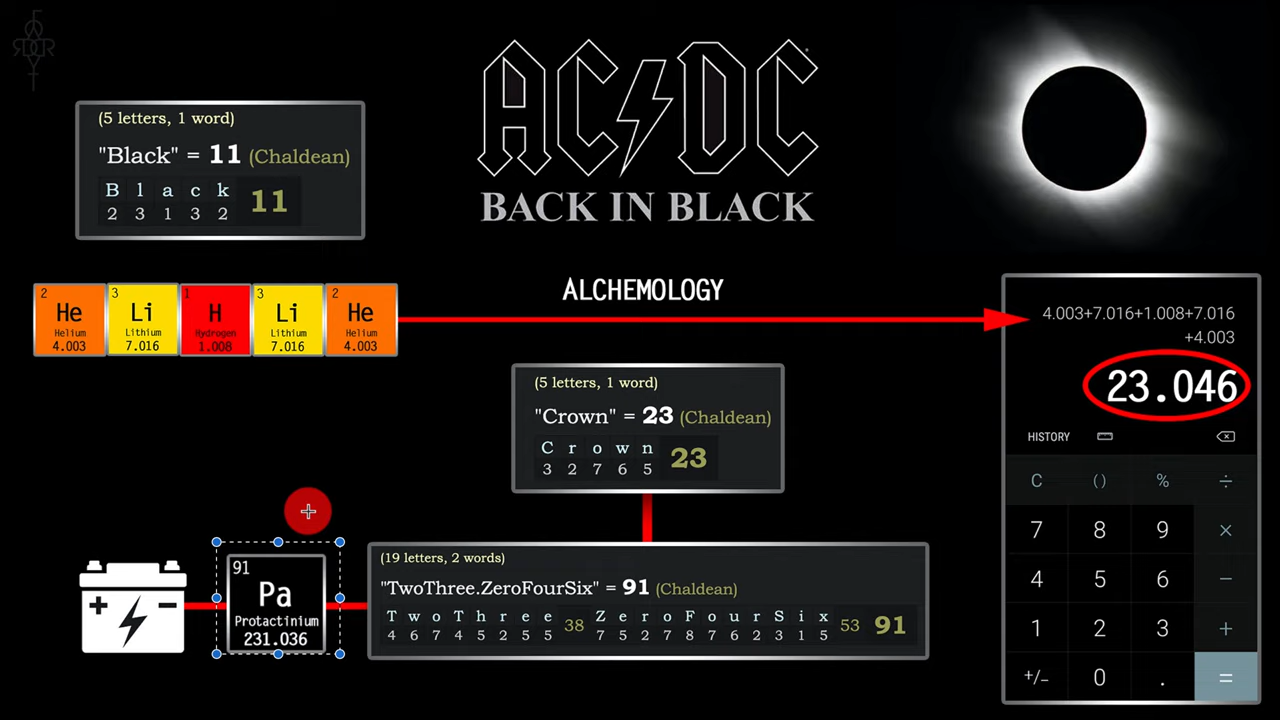 AC DC
BACK IN BLACK
(5 letters, 1 word)
"Black" = 11 (Chaldean)
B l a c k
2 3 1 3 2
11
2 He Helium 4.003
3 Li Lithium 7.016
1 H Hydrogen 1.008
3 Li Lithium 7.016
2 He Helium 4.003
ALCHEMOLOGY
4.003+7.016+1.008+7.016
+4.003
23.046
HISTORY
C ( ) % ÷
7 8 9 ×
4 5 6 −
1 2 3 +
+/− 0 . =
(5 letters, 1 word)
"Crown" = 23 (Chaldean)
C r o w n
3 2 7 6 5
23
+ −
91
Pa
Protactinium
231.036
(19 letters, 2 words)
"TwoThree.ZeroFourSix" = 91 (Chaldean)
T w o T h r e e Z e r o F o u r S i x
4 6 7 4 5 2 5 5 38 7 5 2 7 8 7 6 2 3 1 5 53 91